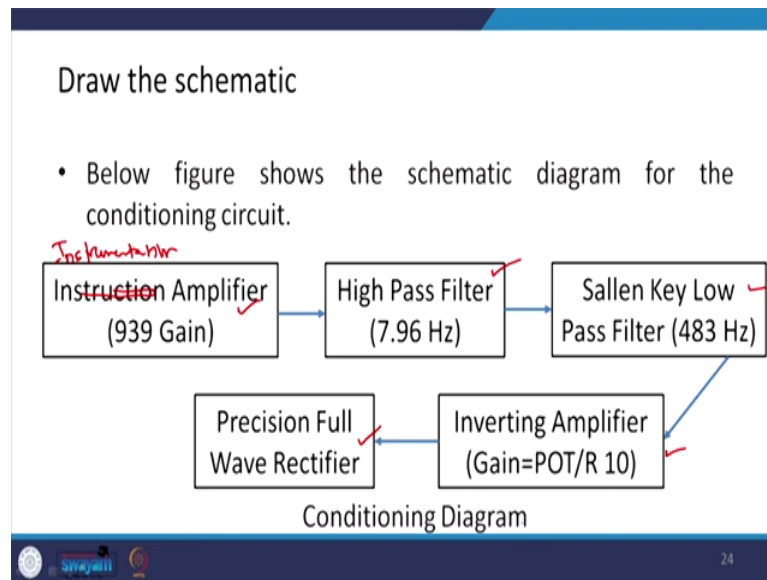 Draw the schematic
• Below figure shows the schematic diagram for the
conditioning circuit.
Instrumentation
Instruction Amplifier
(939 Gain)
High Pass Filter
(7.96 Hz)
Sallen Key Low
Pass Filter (483 Hz)
Precision Full
Wave Rectifier
Inverting Amplifier
(Gain=POT/R 10)
Conditioning Diagram
swayam
24